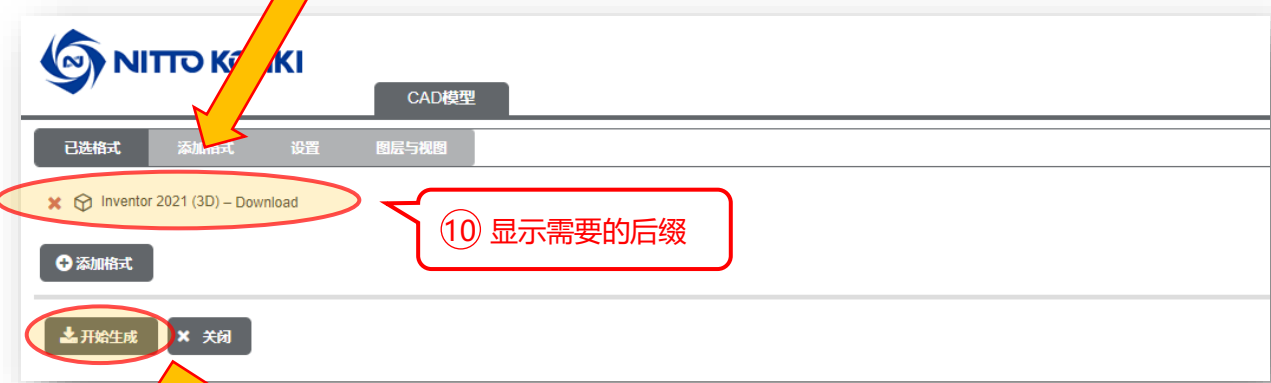 NITTO KOHKI
CAD模型
已选格式 添加格式 设置 图层与视图
Inventor 2021 (3D) – Download
⑩ 显示需要的后缀
添加格式
开始生成 × 关闭